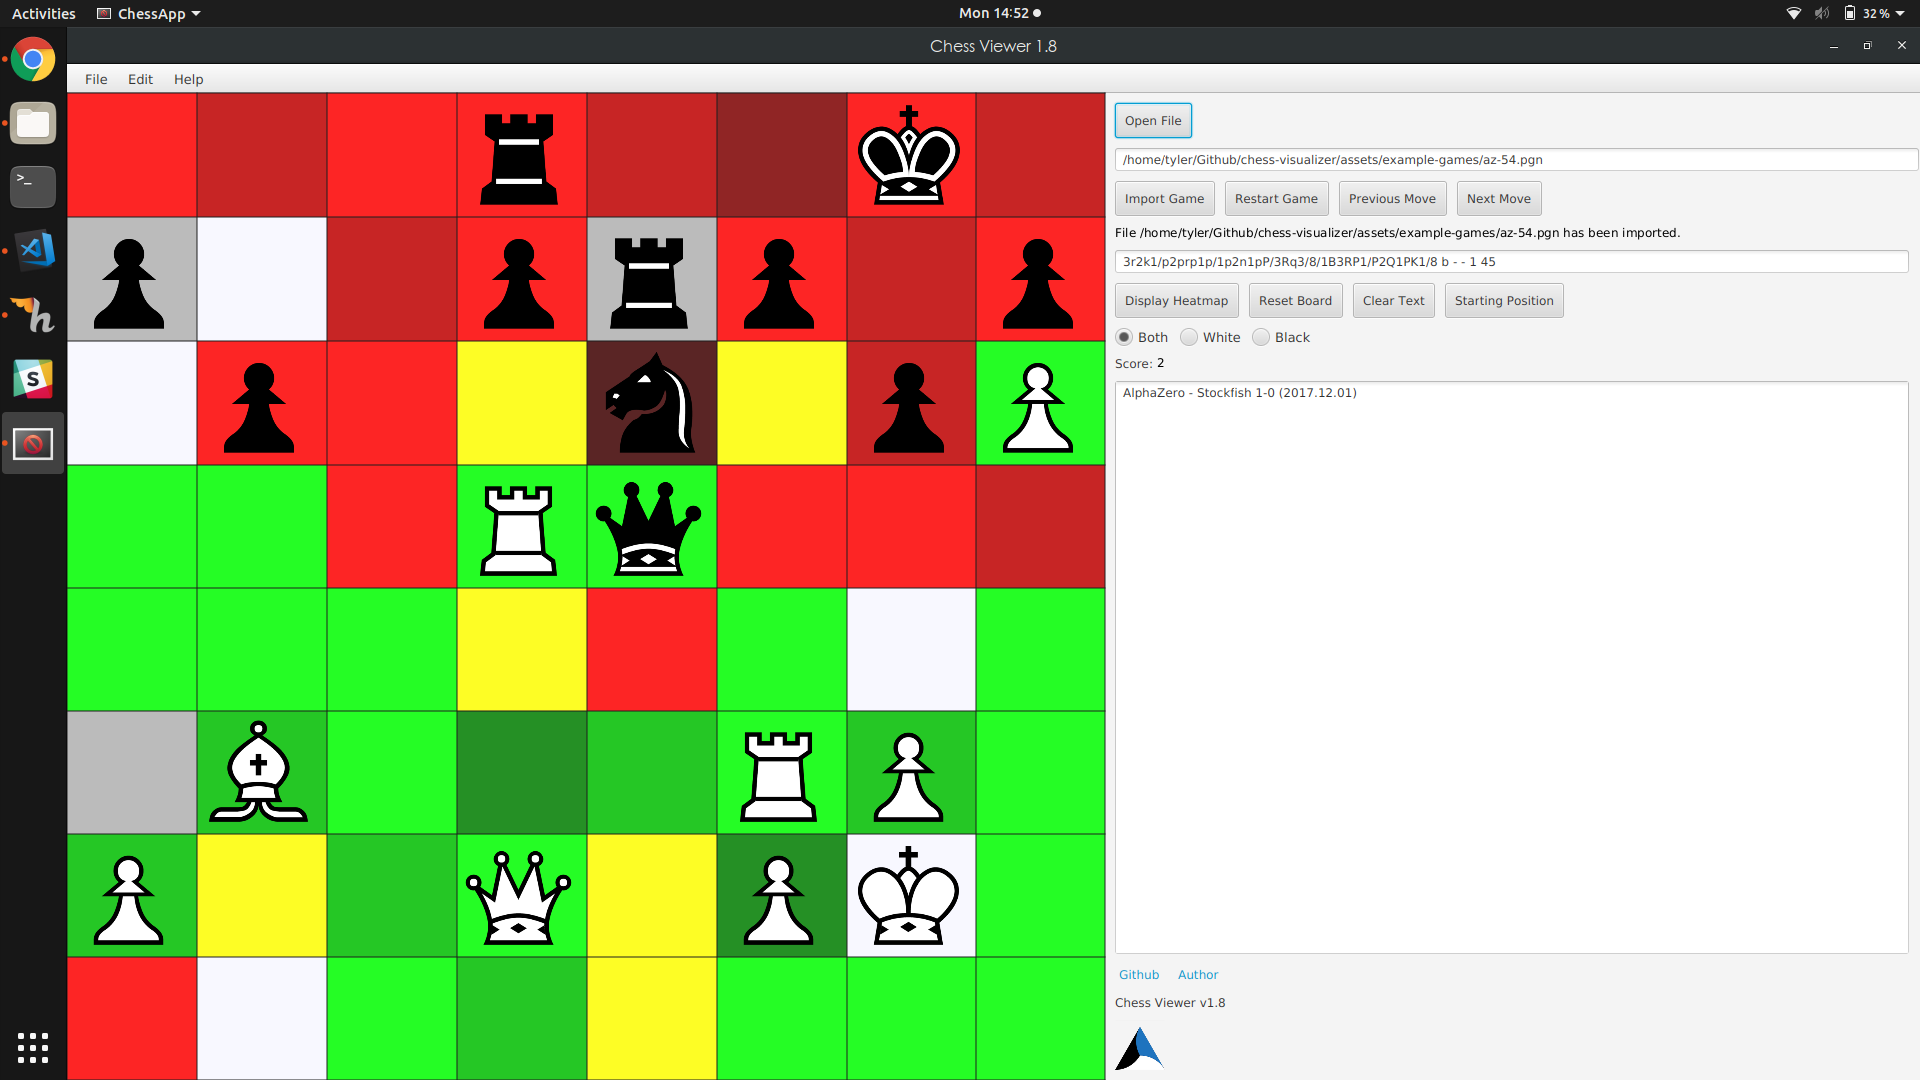 Activities ChessApp Mon 14:52 32 %
Chess Viewer 1.8
File Edit Help
Open File
/home/tyler/Github/chess-visualizer/assets/example-games/az-54.pgn
Import Game Restart Game Previous Move Next Move
File /home/tyler/Github/chess-visualizer/assets/example-games/az-54.pgn has been imported.
3r2k1/p2prp1p/1p2n1pP/3Rq3/8/1B3RP1/P2Q1PK1/8 b - - 1 45
Display Heatmap Reset Board Clear Text Starting Position
Both White Black
Score: 2
AlphaZero - Stockfish 1-0 (2017.12.01)
Github Author
Chess Viewer v1.8
>_
h
S